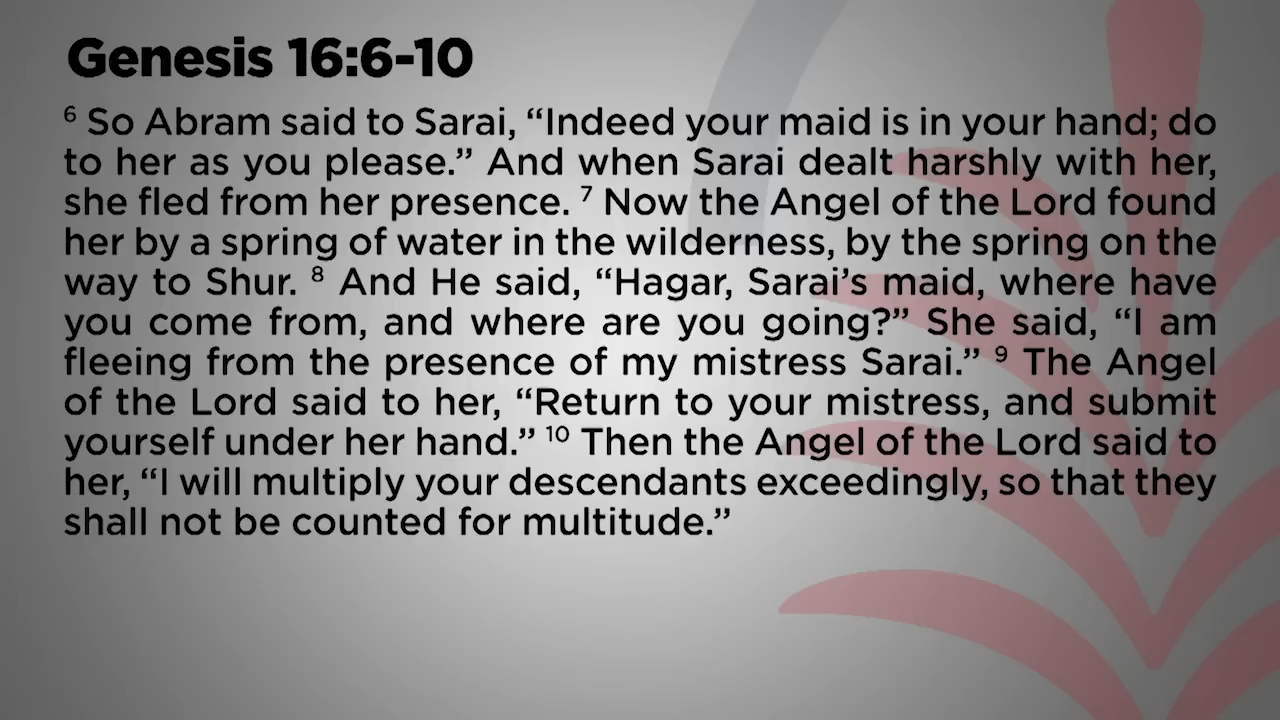 Genesis 16:6-10
⁶ So Abram said to Sarai, “Indeed your maid is in your hand; do
to her as you please.” And when Sarai dealt harshly with her,
she fled from her presence. ⁷ Now the Angel of the Lord found
her by a spring of water in the wilderness, by the spring on the
way to Shur. ⁸ And He said, “Hagar, Sarai’s maid, where have
you come from, and where are you going?” She said, “I am
fleeing from the presence of my mistress Sarai.” ⁹ The Angel
of the Lord said to her, “Return to your mistress, and submit
yourself under her hand.” ¹⁰ Then the Angel of the Lord said to
her, “I will multiply your descendants exceedingly, so that they
shall not be counted for multitude.”